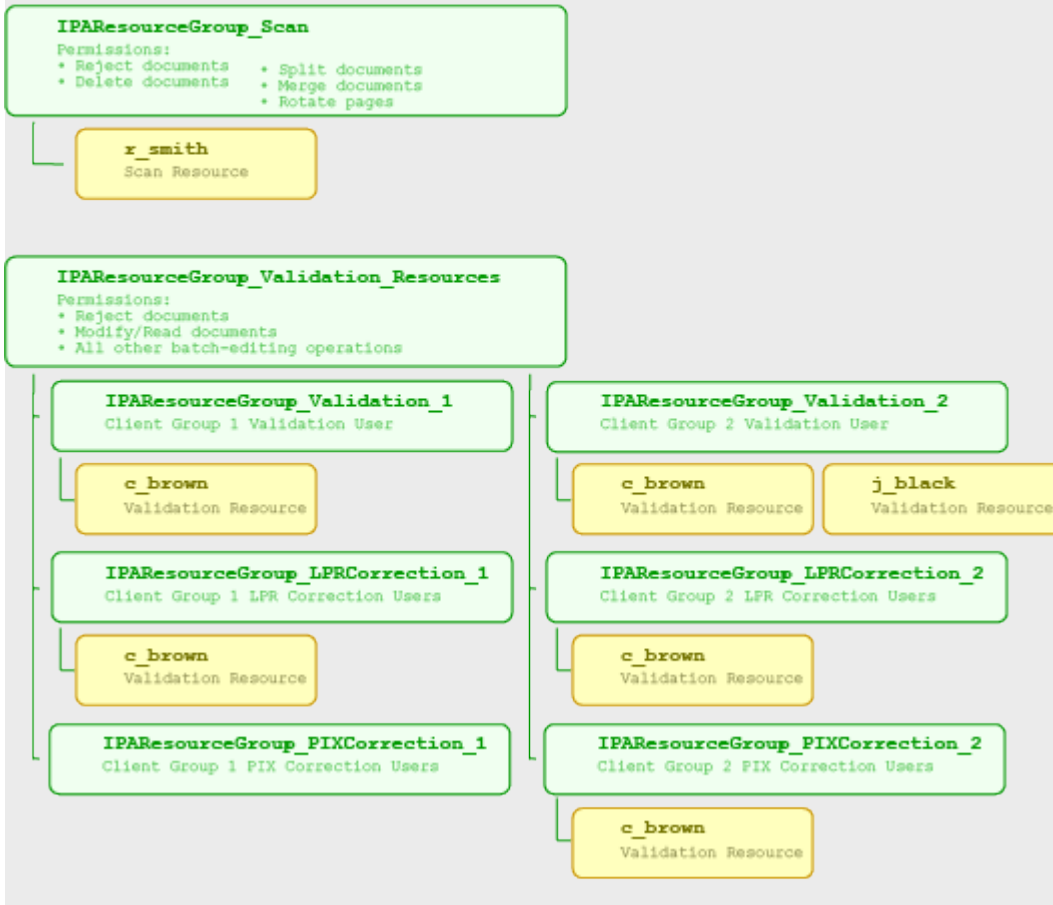 IPAResourceGroup_Scan
Permissions:
• Reject documents
• Delete documents
• Split documents
• Merge documents
• Rotate pages
r_smith
Scan Resource
IPAResourceGroup_Validation_Resources
Permissions:
• Reject documents
• Modify/Read documents
• All other batch-editing operations
IPAResourceGroup_Validation_1
Client Group 1 Validation User
c_brown
Validation Resource
IPAResourceGroup_LPRCorrection_1
Client Group 1 LPR Correction Users
c_brown
Validation Resource
IPAResourceGroup_PIXCorrection_1
Client Group 1 PIX Correction Users
IPAResourceGroup_Validation_2
Client Group 2 Validation User
c_brown
Validation Resource
j_black
Validation Resource
IPAResourceGroup_LPRCorrection_2
Client Group 2 LPR Correction Users
c_brown
Validation Resource
IPAResourceGroup_PIXCorrection_2
Client Group 2 PIX Correction Users
c_brown
Validation Resource